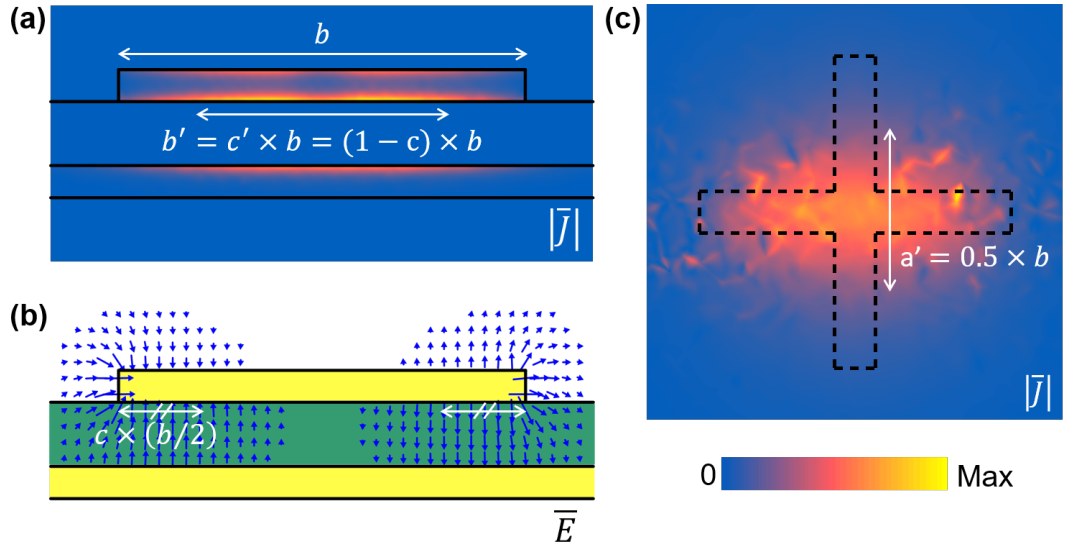 (a)
b
b′ = c′ × b = (1 − c) × b
|J̅|
(b)
c × (b/2)
E̅
(c)
a′ = 0.5 × b
|J̅|
0
Max